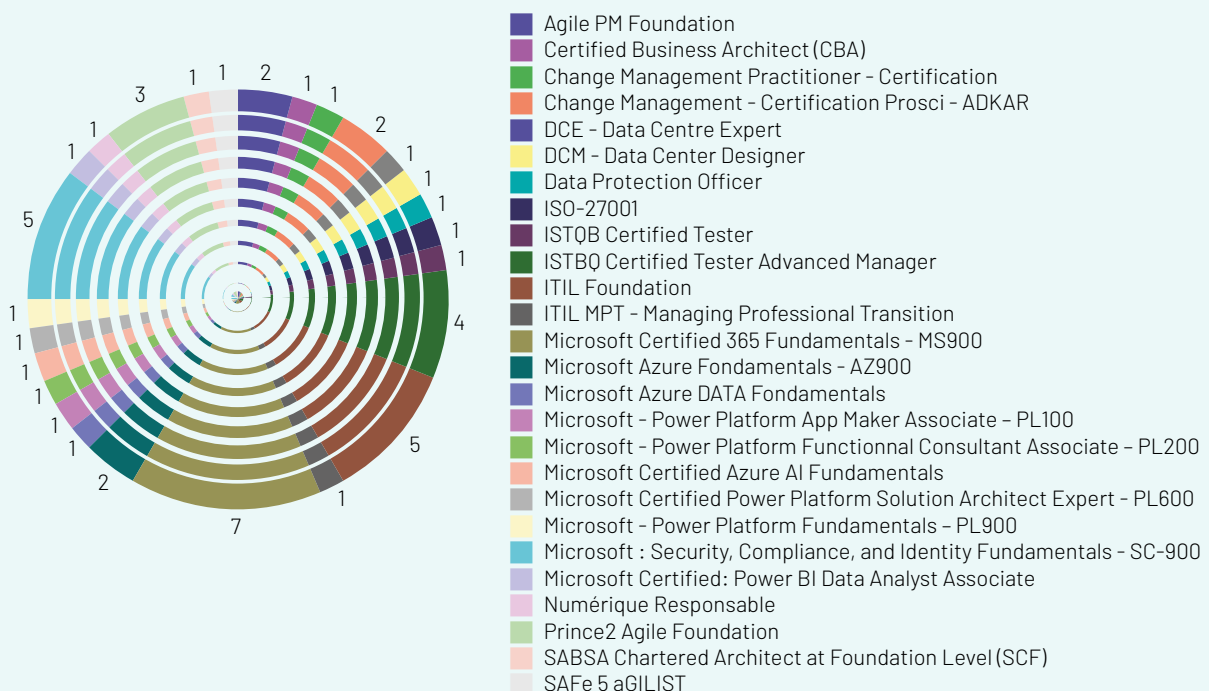 1
1
2
3
1
1
1
2
1
1
5
1
1
1
1
4
1
1
1
1
5
1
1
2
1
7
Agile PM Foundation
Certified Business Architect (CBA)
Change Management Practitioner - Certification
Change Management - Certification Prosci - ADKAR
DCE - Data Centre Expert
DCM - Data Center Designer
Data Protection Officer
ISO-27001
ISTQB Certified Tester
ISTBQ Certified Tester Advanced Manager
ITIL Foundation
ITIL MPT - Managing Professional Transition
Microsoft Certified 365 Fundamentals - MS900
Microsoft Azure Fondamentals - AZ900
Microsoft Azure DATA Fondamentals
Microsoft - Power Platform App Maker Associate – PL100
Microsoft - Power Platform Functionnal Consultant Associate – PL200
Microsoft Certified Azure AI Fundamentals
Microsoft Certified Power Platform Solution Architect Expert - PL600
Microsoft - Power Platform Fundamentals – PL900
Microsoft : Security, Compliance, and Identity Fundamentals - SC-900
Microsoft Certified: Power BI Data Analyst Associate
Numérique Responsable
Prince2 Agile Foundation
SABSA Chartered Architect at Foundation Level (SCF)
SAFe 5 aGILIST